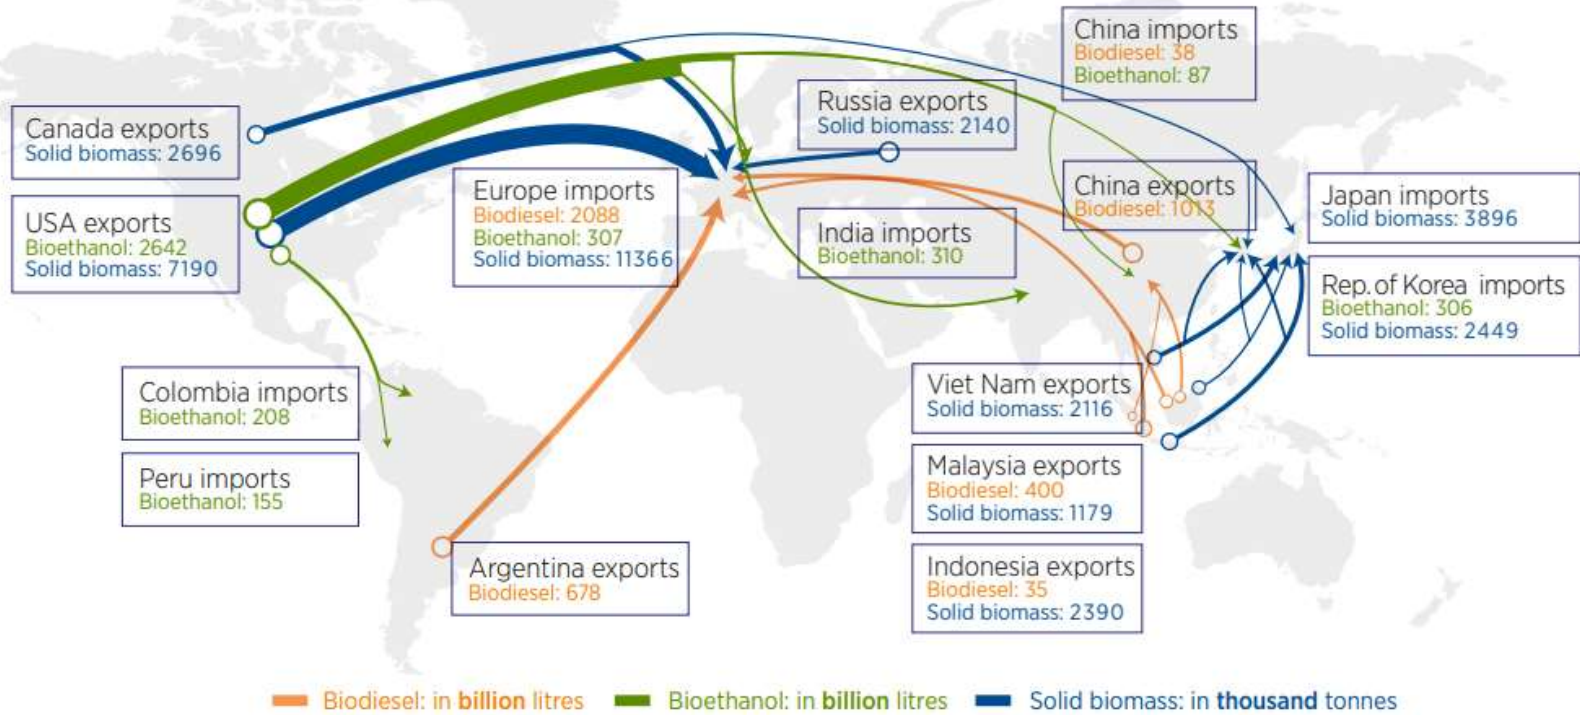 China imports
Biodiesel: 38
Bioethanol: 87
Canada exports
Solid biomass: 2696
Russia exports
Solid biomass: 2140
USA exports
Bioethanol: 2642
Solid biomass: 7190
Europe imports
Biodiesel: 2088
Bioethanol: 307
Solid biomass: 11366
India imports
Bioethanol: 310
China exports
Biodiesel: 1013
Japan imports
Solid biomass: 3896
Rep. of Korea imports
Bioethanol: 306
Solid biomass: 2449
Colombia imports
Bioethanol: 208
Peru imports
Bioethanol: 155
Argentina exports
Biodiesel: 678
Viet Nam exports
Solid biomass: 2116
Malaysia exports
Biodiesel: 400
Solid biomass: 1179
Indonesia exports
Biodiesel: 35
Solid biomass: 2390
Biodiesel: in billion litres
Bioethanol: in billion litres
Solid biomass: in thousand tonnes